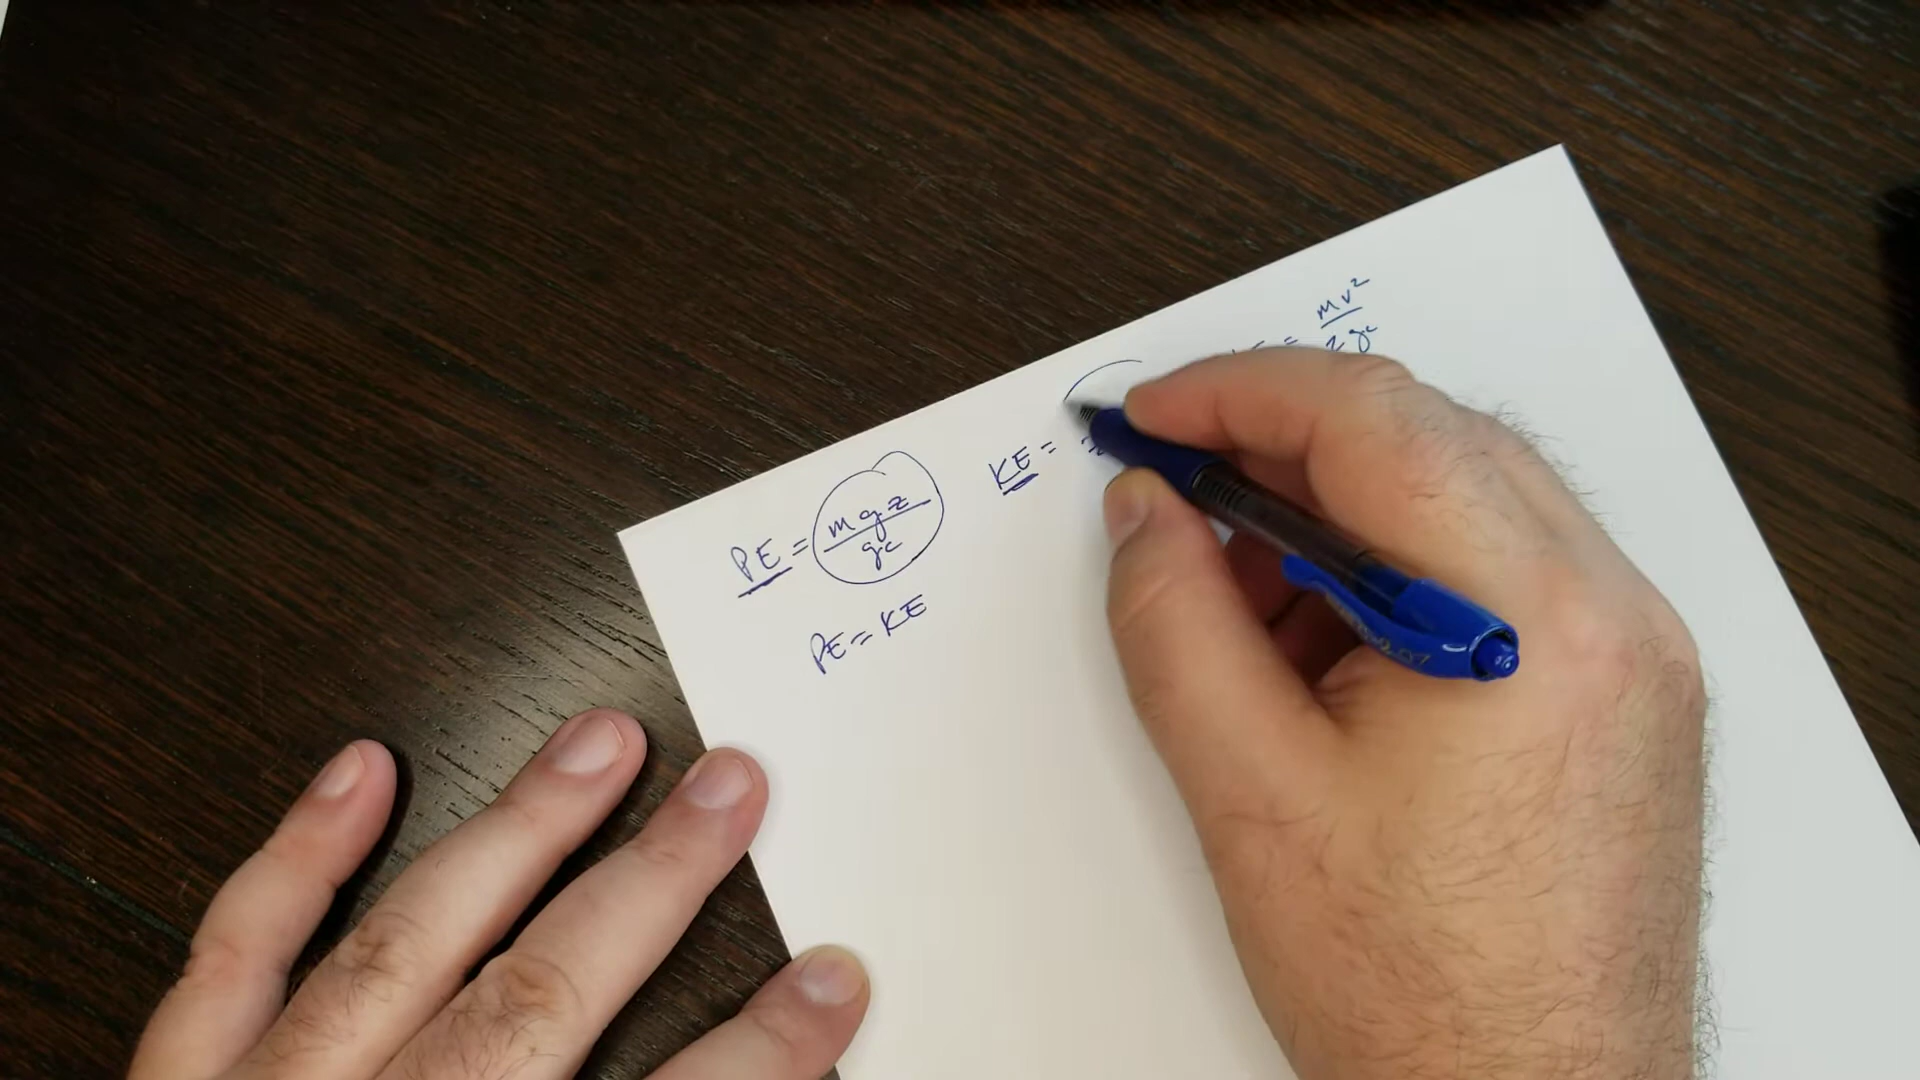 PE = mgz/gc
KE =
= mv²/2gc
PE = KE